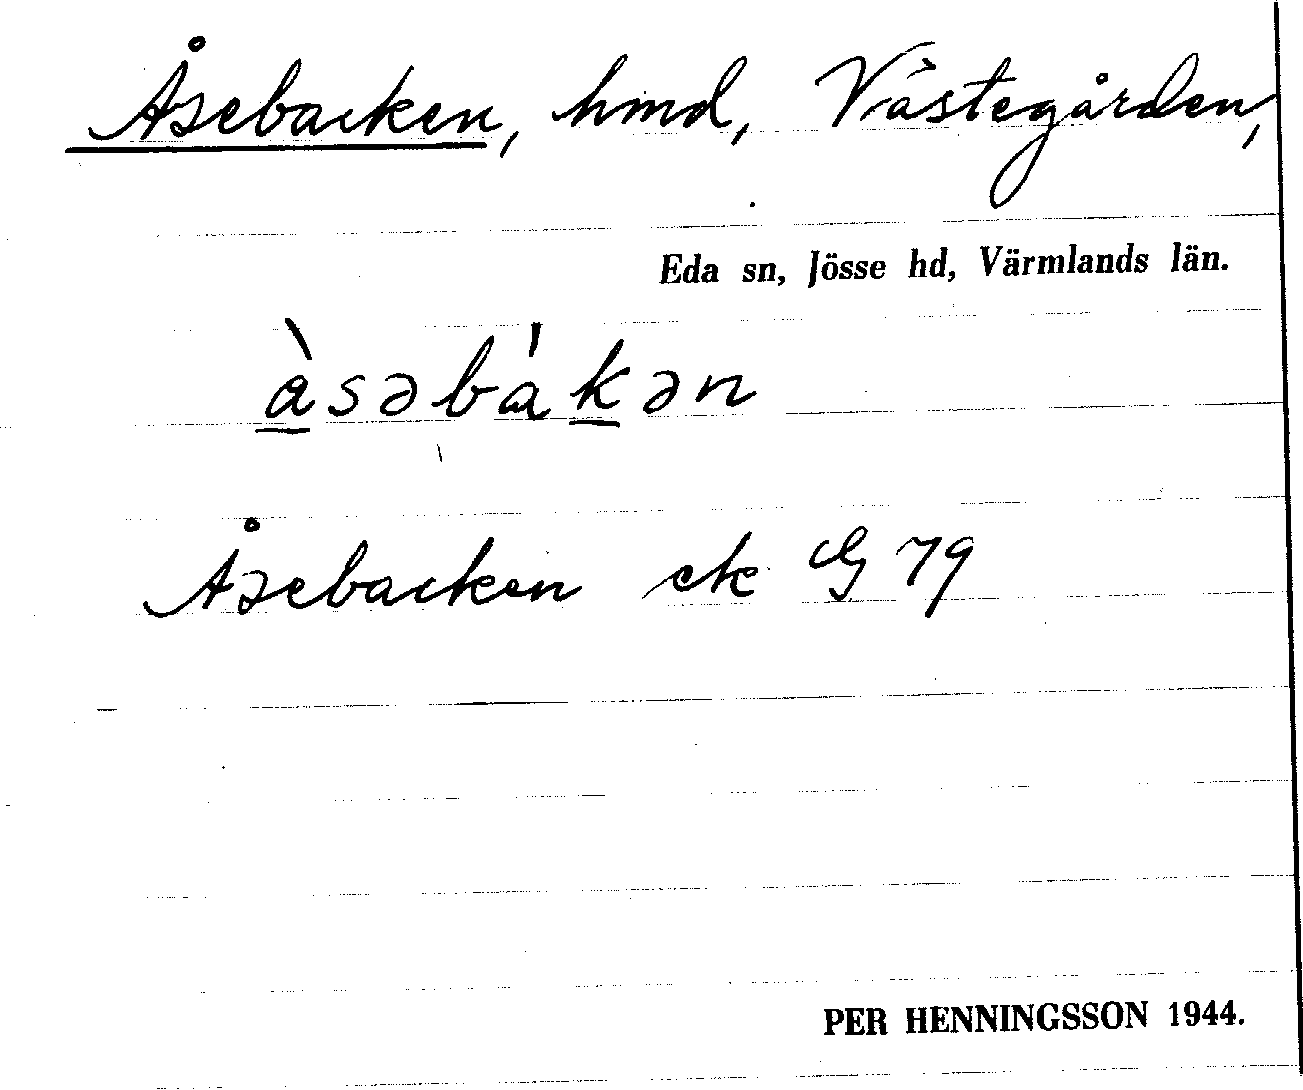 Åsebacken, hmd, Västegården,
Eda sn, Jösse hd, Värmlands län.
àsəbákən
Åsebacken ek G 79
PER HENNINGSSON 1944.